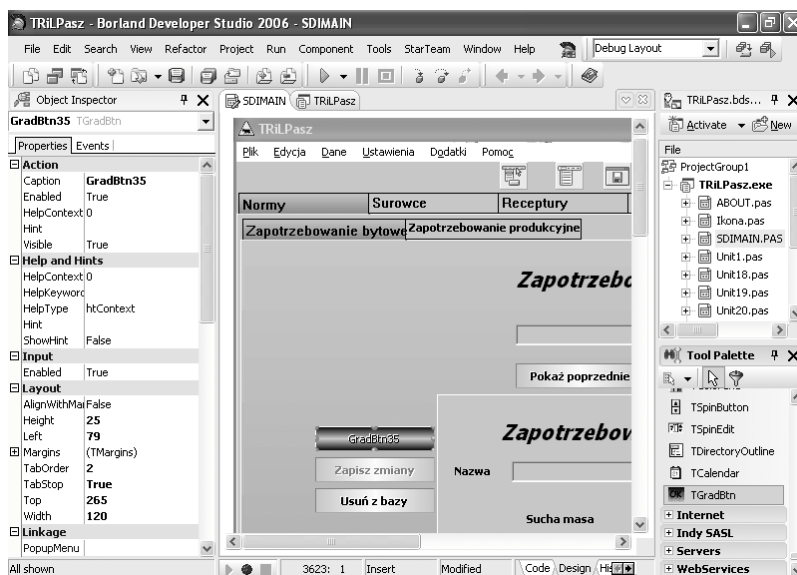 TRiLPasz - Borland Developer Studio 2006 - SDIMAIN
File Edit Search View Refactor Project Run Component Tools StarTeam Window Help Debug Layout
Object Inspector
GradBtn35 TGradBtn
Properties Events
Action
Caption GradBtn35
Enabled True
HelpContext 0
Hint
Visible True
Help and Hints
HelpContext 0
HelpKeyword
HelpType htContext
Hint
ShowHint False
Input
Enabled True
Layout
AlignWithMar False
Height 25
Left 79
Margins (TMargins)
TabOrder 2
TabStop True
Top 265
Width 120
Linkage
PopupMenu
All shown
SDIMAIN TRiLPasz
TRiLPasz
Plik Edycja Dane Ustawienia Dodatki Pomoc
Normy Surowce Receptury
Zapotrzebowanie bytowe Zapotrzebowanie produkcyjne
Zapotrzebo
Pokaż poprzednie
GradBtn35
Zapotrzebow
Zapisz zmiany
Nazwa
Usuń z bazy
Sucha masa
3623: 1 Insert Modified Code Design His
TRiLPasz.bds...
Activate New
File
ProjectGroup1
TRiLPasz.exe
ABOUT.pas
Ikona.pas
SDIMAIN.PAS
Unit1.pas
Unit18.pas
Unit19.pas
Unit20.pas
Tool Palette
TSpinButton
TSpinEdit
TDirectoryOutline
TCalendar
TGradBtn
Internet
Indy SASL
Servers
WebServices